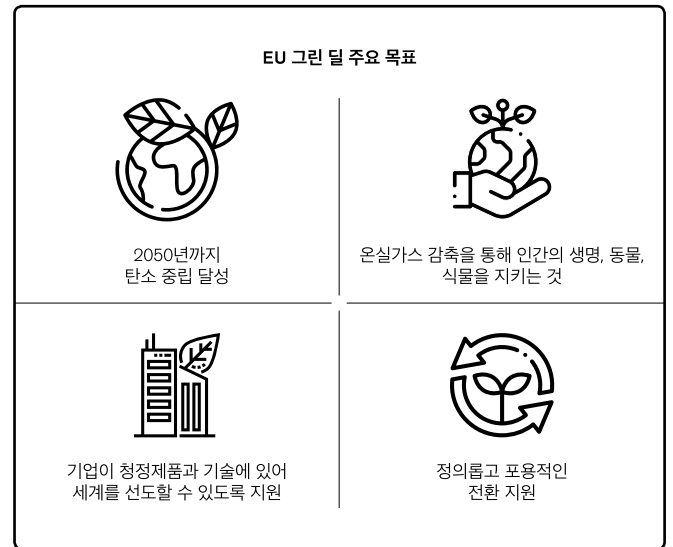 EU 그린 딜 주요 목표
2050년까지
탄소 중립 달성
온실가스 감축을 통해 인간의 생명, 동물,
식물을 지키는 것
기업이 청정제품과 기술에 있어
세계를 선도할 수 있도록 지원
정의롭고 포용적인
전환 지원